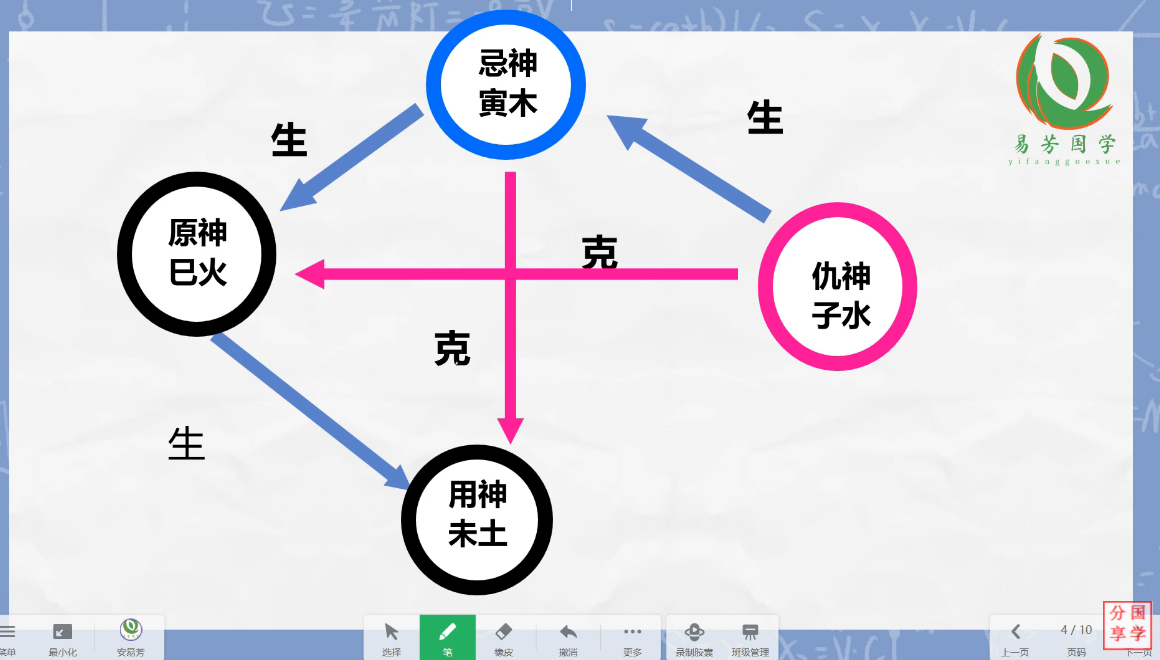 忌神
寅木
生
生
易芳国学
yifangguoxue
原神
巳火
克
仇神
子水
克
生
用神
未土
分国
享学
菜单
最小化
安易芳
选择
笔
橡皮
撤消
更多
录制胶囊
班级管理
上一页
4 / 10
页码
下一页